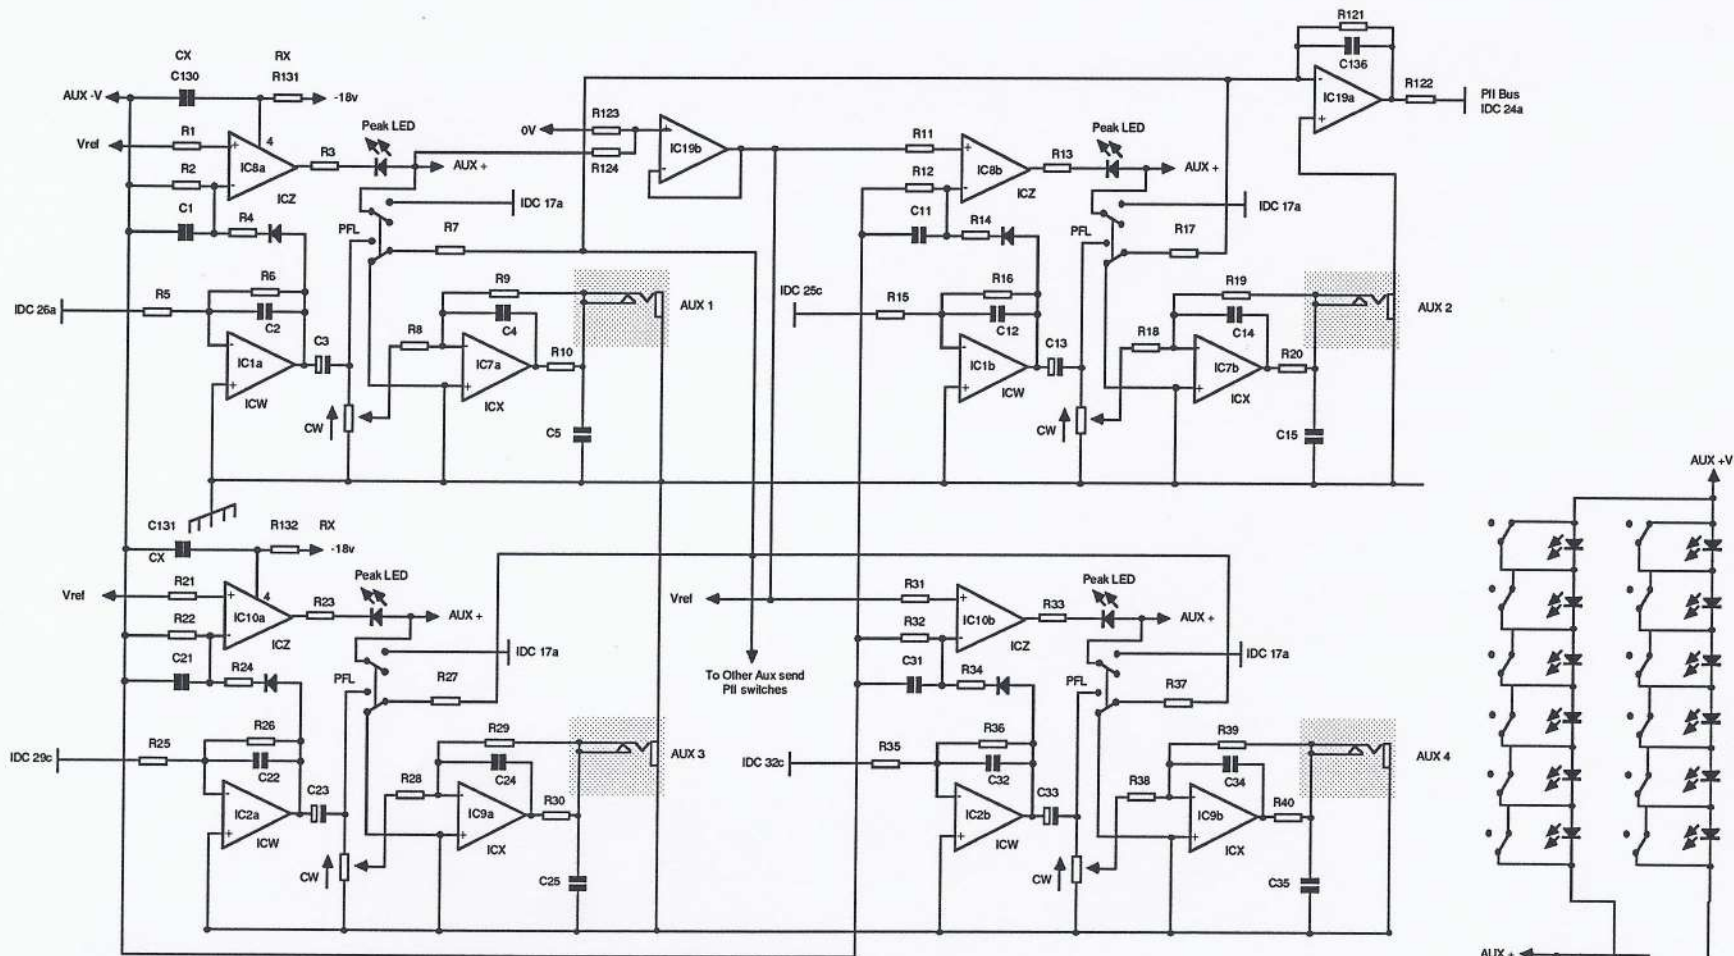 R121
C136
IC19a
R122
PII Bus
IDC 24a
CX
RX
C130
R131
AUX -V
-18v
Vref
R1
R2
4
IC8a
ICZ
R3
Peak LED
AUX +
C1
R4
0V
R123
R124
IC19b
R11
R12
IC8b
ICZ
R13
Peak LED
AUX +
C11
R14
IDC 17a
PFL
R7
IDC 17a
PFL
R17
IDC 26a
R5
R6
C2
IC1a
ICW
C3
CW
R8
R9
C4
IC7a
ICX
R10
C5
AUX 1
IDC 25c
R15
R16
C12
IC1b
ICW
C13
CW
R18
R19
C14
IC7b
ICX
R20
C15
AUX 2
C131
R132
RX
CX
-18v
Vref
R21
R22
4
IC10a
ICZ
R23
Peak LED
AUX +
C21
R24
IDC 17a
PFL
R27
To Other Aux send
PII switches
Vref
R31
R32
IC10b
ICZ
R33
Peak LED
AUX +
C31
R34
IDC 17a
PFL
R37
IDC 29c
R25
R26
C22
IC2a
ICW
C23
CW
R28
R29
C24
IC9a
ICX
R30
C25
AUX 3
IDC 32c
R35
R36
C32
IC2b
ICW
C33
CW
R38
R39
C34
IC9b
ICX
R40
C35
AUX 4
AUX +V
AUX +